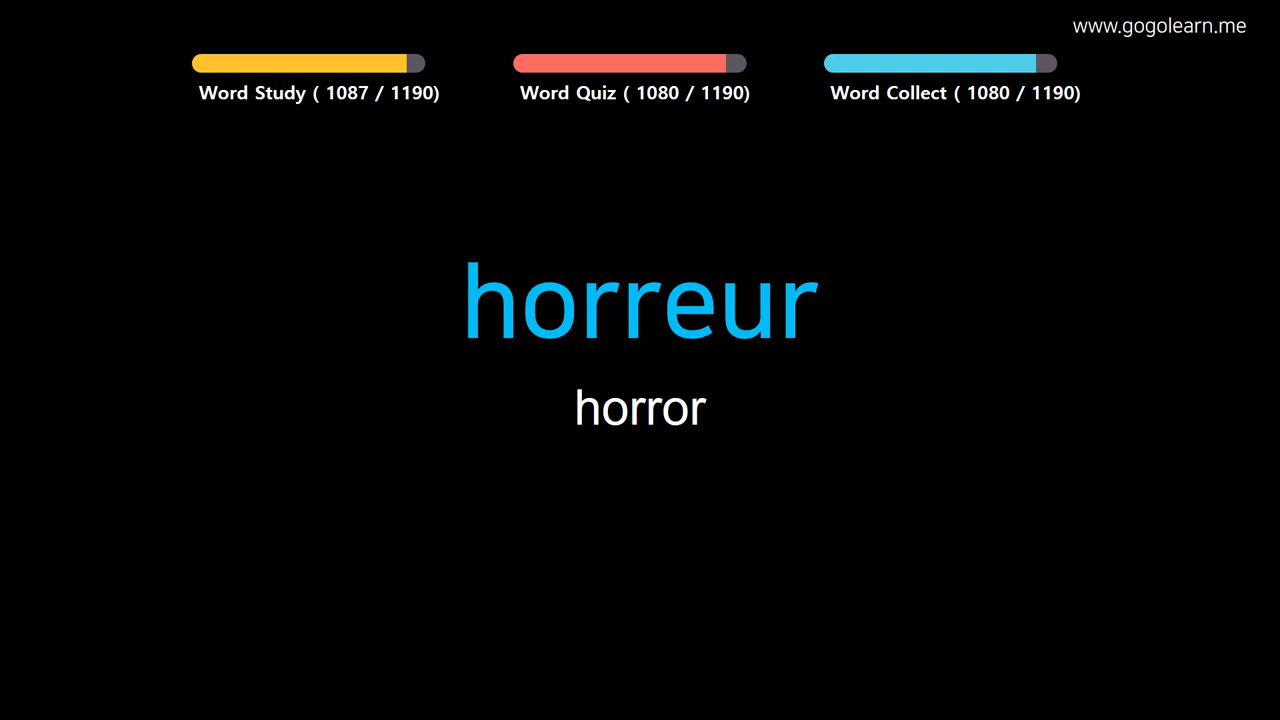 www.gogolearn.me
Word Study ( 1087 / 1190)
Word Quiz ( 1080 / 1190)
Word Collect ( 1080 / 1190)
horreur
horror